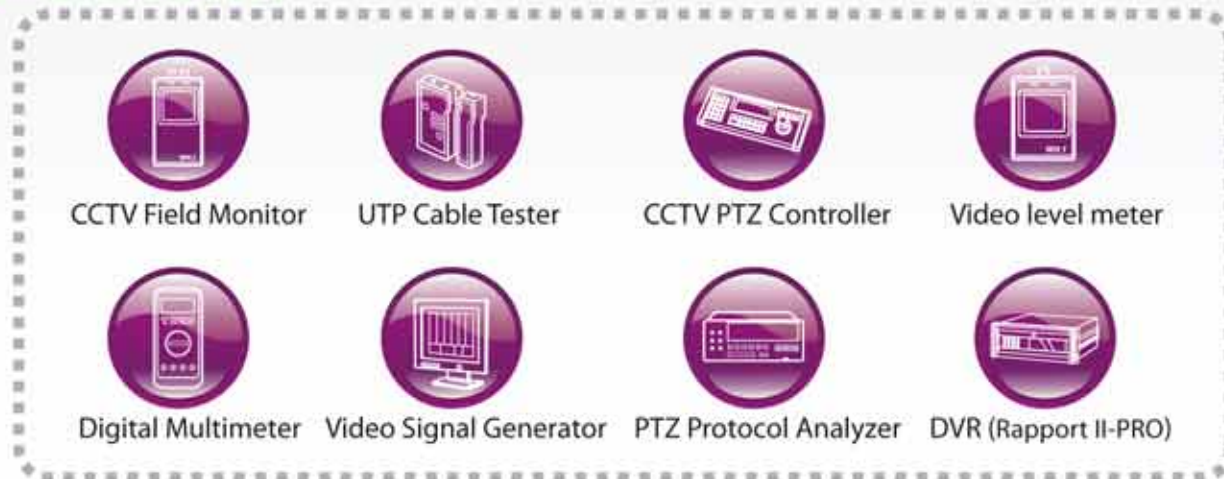 CCTV Field Monitor
UTP Cable Tester
CCTV PTZ Controller
Video level meter
Digital Multimeter
Video Signal Generator
PTZ Protocol Analyzer
DVR (Rapport II-PRO)